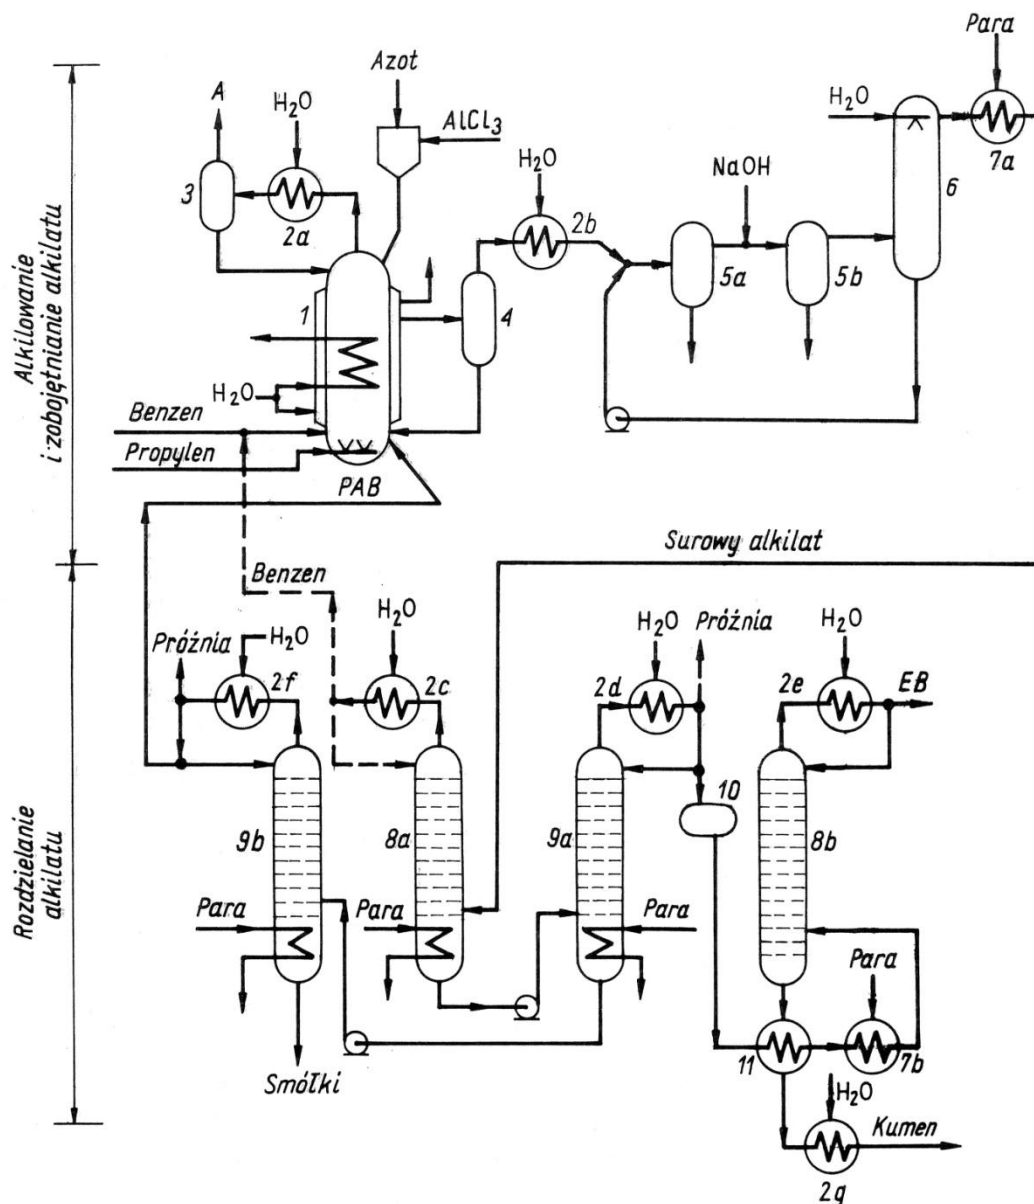 Alkilowanie
i zobojętnianie alkilatu
Rozdzielanie
alkilatu
A
H₂O
Azot
AlCl₃
3
2a
1
H₂O
Benzen
Propylen
PAB
4
H₂O
2b
NaOH
5a
5b
H₂O
6
Para
7a
Surowy alkilat
Benzen
Próżnia
H₂O
2f
H₂O
2c
H₂O
2d
Próżnia
H₂O
2e
EB
9b
8a
9a
10
8b
Para
Para
Para
Para
Smółki
11
7b
H₂O
Kumen
2g